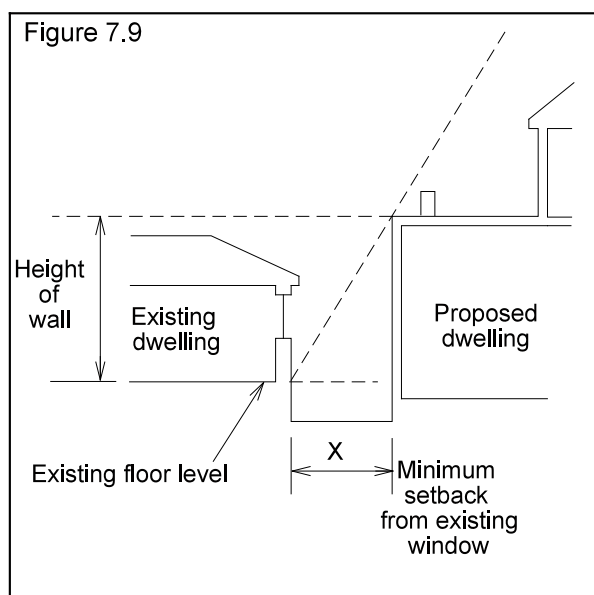 Figure 7.9
Height
of
wall
Existing
dwelling
Proposed
dwelling
Existing floor level
X
Minimum
setback
from existing
window